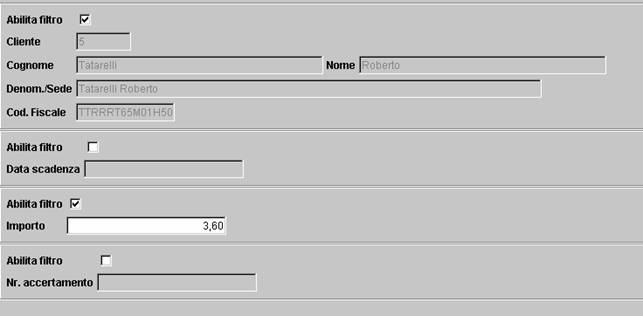 Abilita filtro
Cliente 5
Cognome Tatarelli Nome Roberto
Denom./Sede Tatarelli Roberto
Cod. Fiscale TTRRRT65M01H50
Abilita filtro
Data scadenza
Abilita filtro
Importo 3,60
Abilita filtro
Nr. accertamento